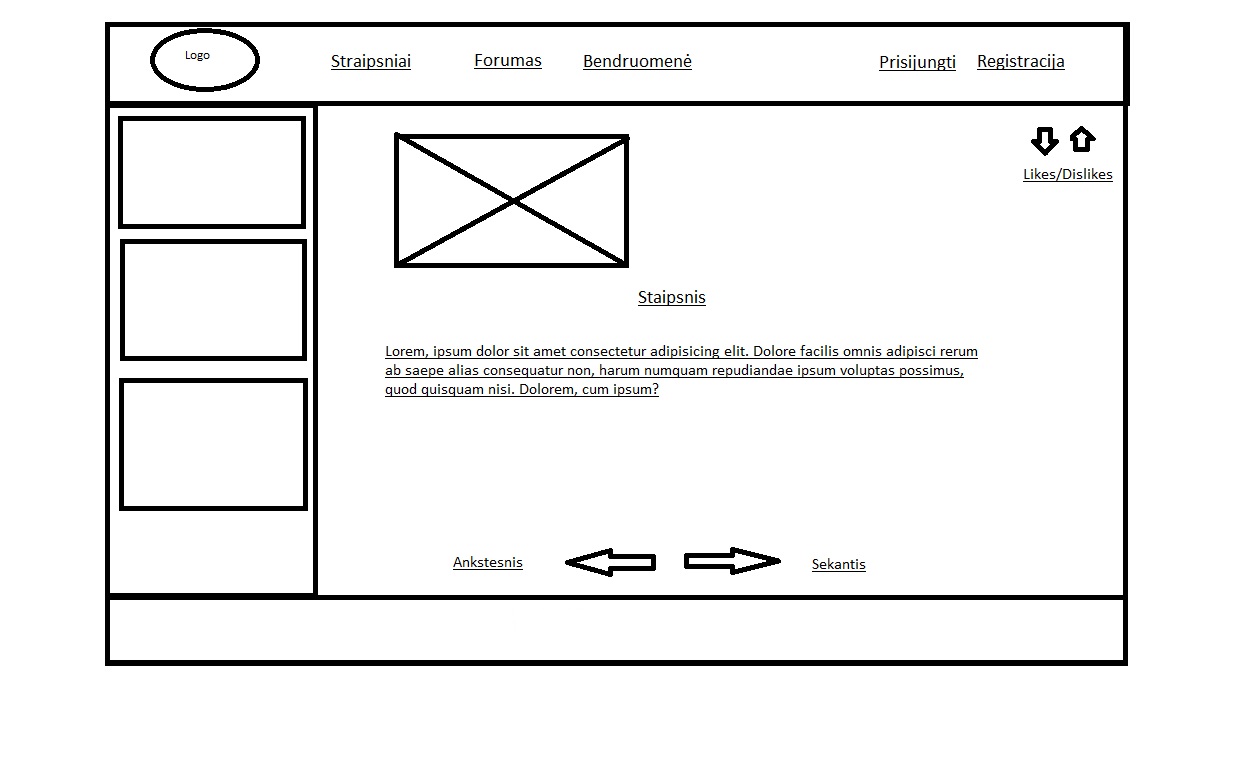 Logo
Straipsniai
Forumas
Bendruomenė
Prisijungti
Registracija
Likes/Dislikes
Staipsnis
Lorem, ipsum dolor sit amet consectetur adipisicing elit. Dolore facilis omnis adipisci rerum
ab saepe alias consequatur non, harum numquam repudiandae ipsum voluptas possimus,
quod quisquam nisi. Dolorem, cum ipsum?
Ankstesnis
Sekantis